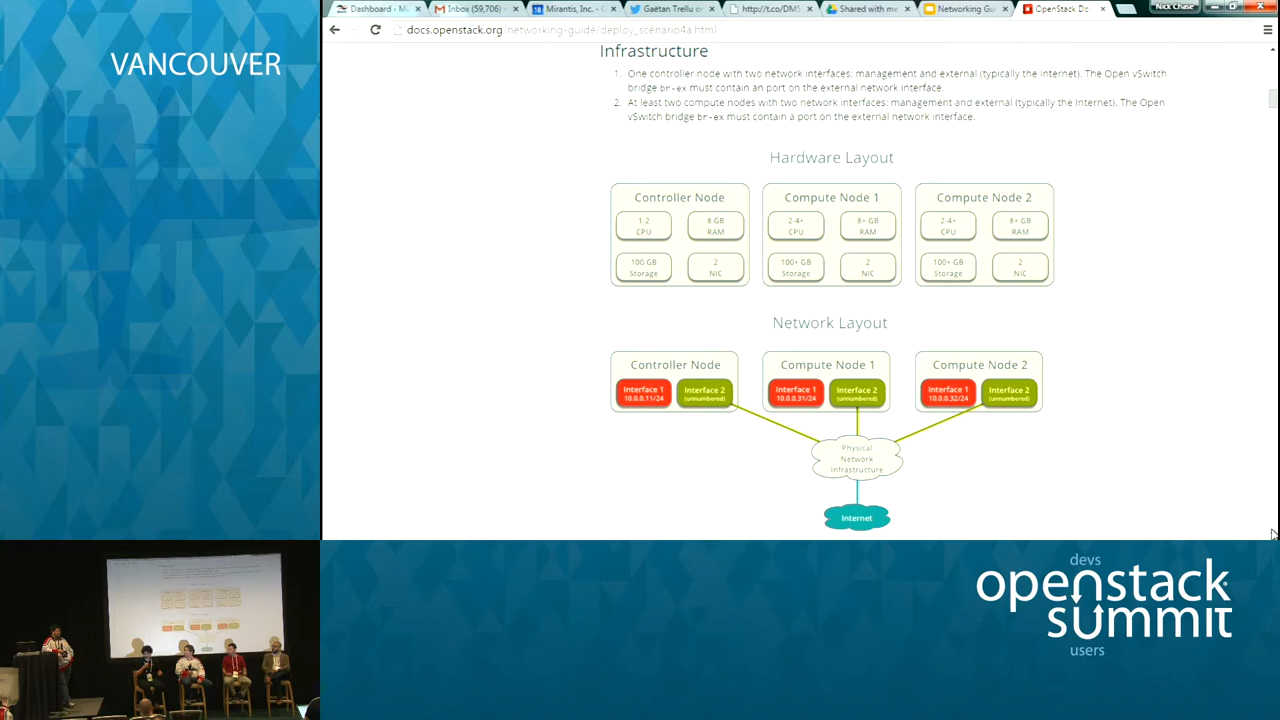 VANCOUVER
Dashboard - Mi
Inbox (59,706)
Mirantis, Inc. - C
Gaëtan Trellu or
http://t.co/DMS
Shared with me
Networking Gu
OpenStack Do
Nick Chase
docs.openstack.org/networking-guide/deploy_scenario4a.html
Infrastructure
1. One controller node with two network interfaces: management and external (typically the Internet). The Open vSwitch
bridge br-ex must contain an port on the external network interface.
2. At least two compute nodes with two network interfaces: management and external (typically the Internet). The Open
vSwitch bridge br-ex must contain a port on the external network interface.
Hardware Layout
Controller Node
1-2
CPU
8 GB
RAM
100 GB
Storage
2
NIC
Compute Node 1
2-4+
CPU
8+ GB
RAM
100+ GB
Storage
2
NIC
Compute Node 2
2-4+
CPU
8+ GB
RAM
100+ GB
Storage
2
NIC
Network Layout
Controller Node
Interface 1
10.0.0.11/24
Interface 2
(unnumbered)
Compute Node 1
Interface 1
10.0.0.31/24
Interface 2
(unnumbered)
Compute Node 2
Interface 1
10.0.0.32/24
Interface 2
(unnumbered)
Physical
Network
Infrastructure
Internet
devs
openstack
summit
users